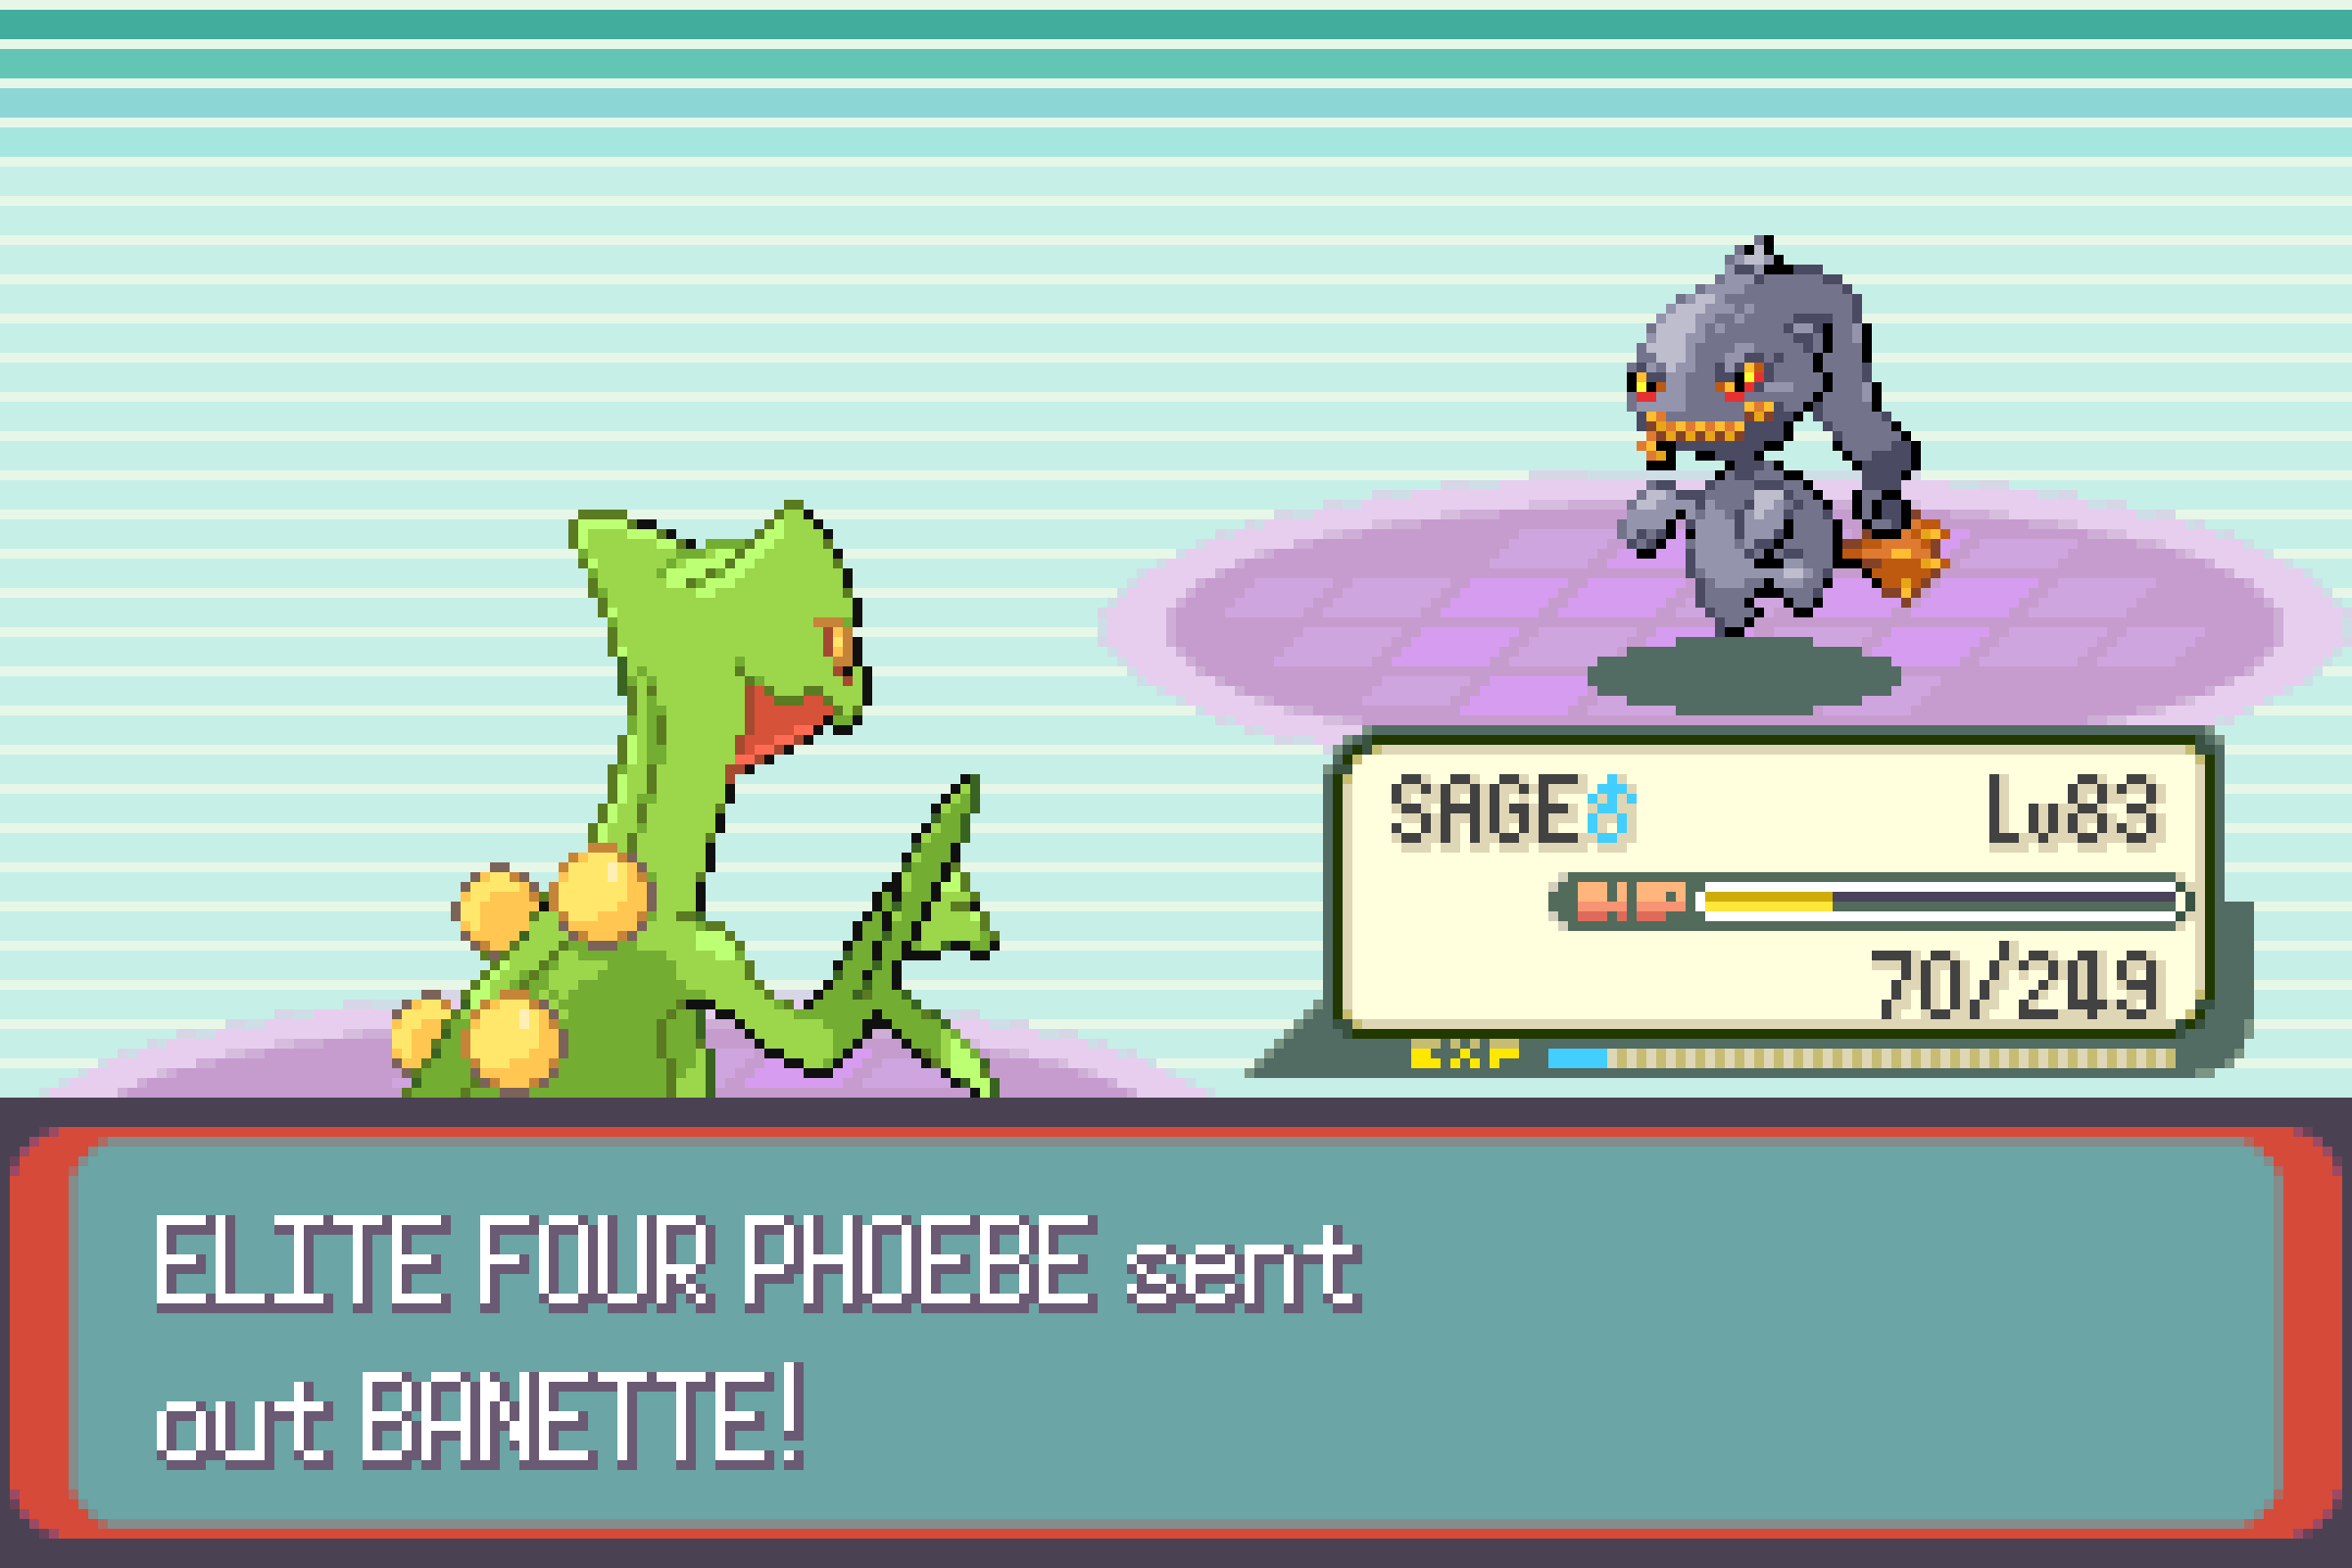 SAGE♂ Lv83
HP
70/249
EXP
ELITE FOUR PHOEBE sent
out BANETTE!